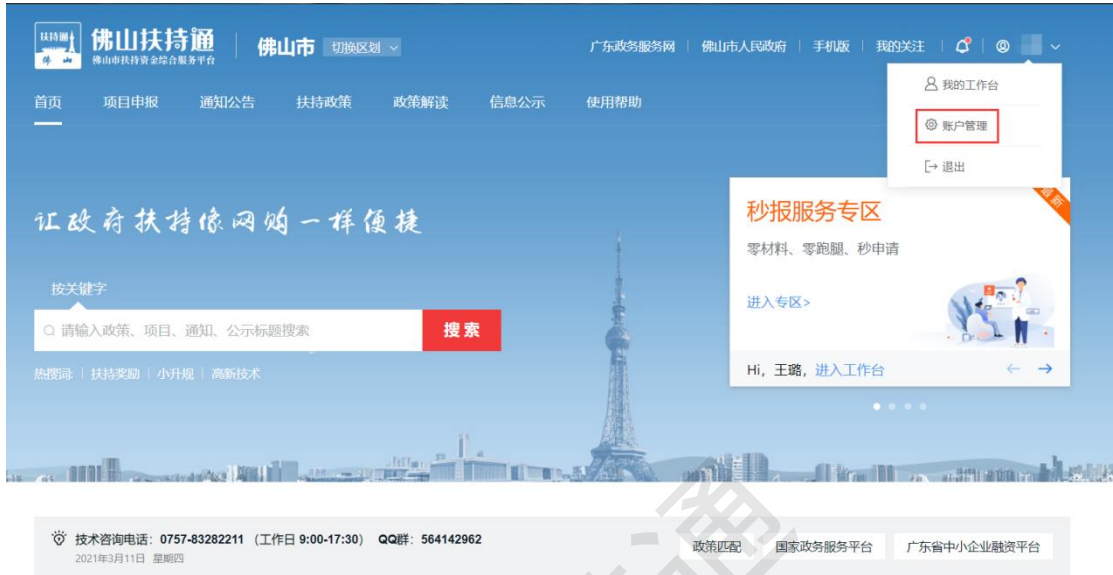 扶持通
佛山
佛山扶持通
佛山市扶持资金综合服务平台
佛山市 切换区划
广东政务服务网 佛山市人民政府 手机版 我的关注
首页 项目申报 通知公告 扶持政策 政策解读 信息公示 使用帮助
我的工作台
账户管理
退出
让政府扶持像网购一样便捷
按关键字
请输入政策、项目、通知、公示标题搜索
搜索
热搜词 扶持奖励 小升规 高新技术
最新
秒报服务专区
零材料、零跑腿、秒申请
进入专区>
Hi，王璐，进入工作台
技术咨询电话：0757-83282211 （工作日 9:00-17:30） QQ群：564142962
2021年3月11日 星期四
政策匹配 国家政务服务平台 广东省中小企业融资平台
通